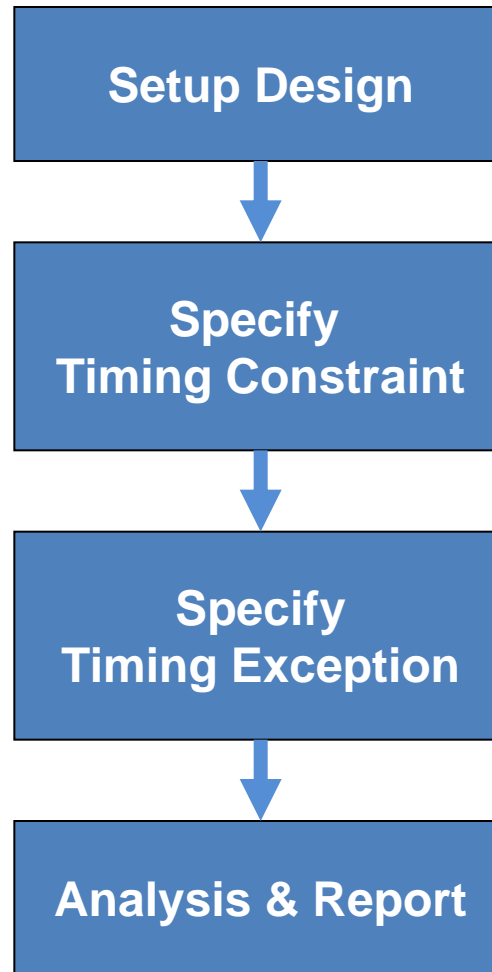 Setup Design
Specify
Timing Constraint
Specify
Timing Exception
Analysis & Report